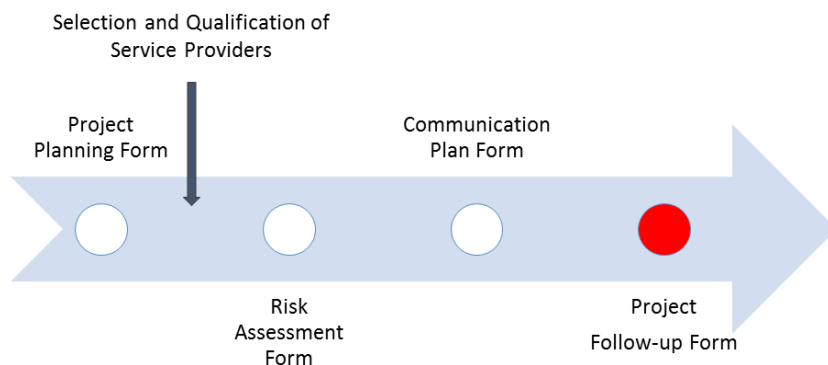 Selection and Qualification of
Service Providers
Project
Planning Form
Communication
Plan Form
Risk
Assessment
Form
Project
Follow-up Form